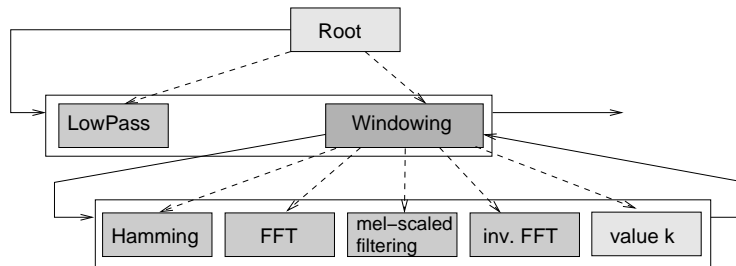 Root
LowPass
Windowing
Hamming
FFT
mel−scaled
filtering
inv. FFT
value k